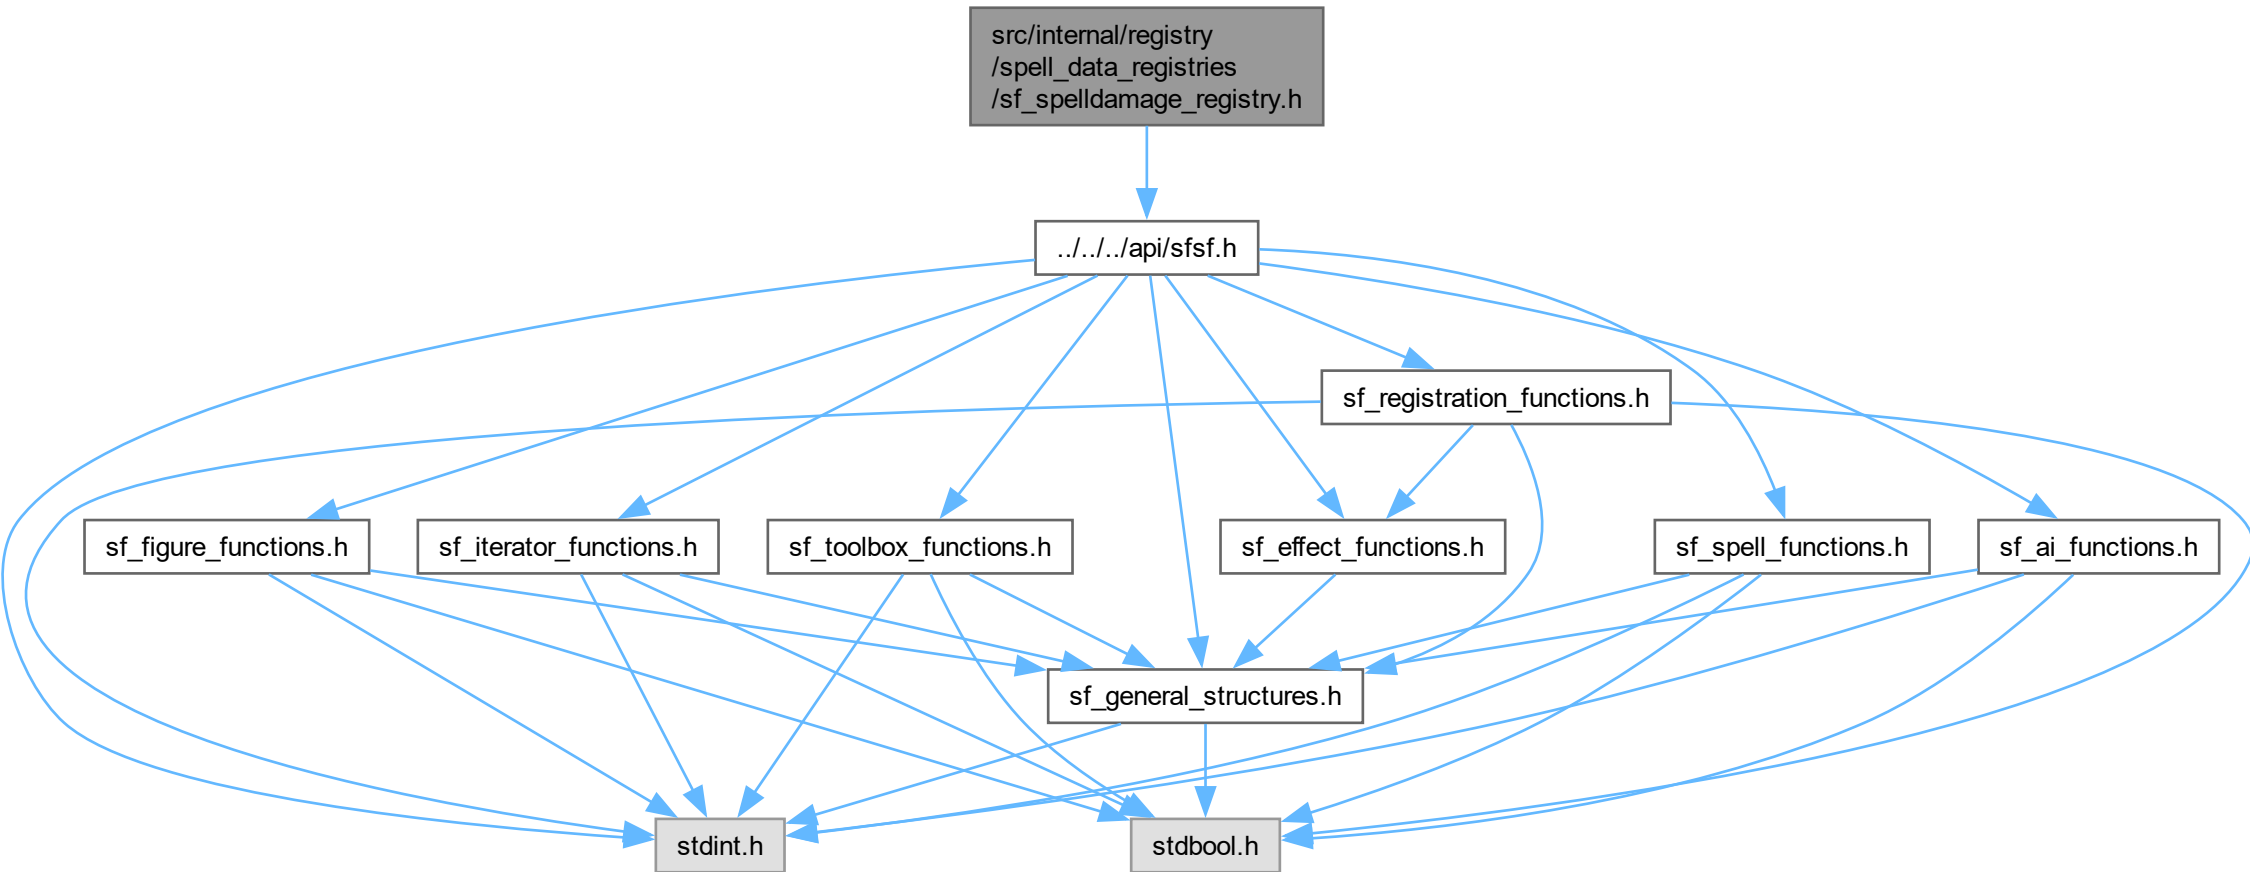 src/internal/registry
/spell_data_registries
/sf_spelldamage_registry.h
../../../api/sfsf.h
sf_registration_functions.h
sf_figure_functions.h
sf_iterator_functions.h
sf_toolbox_functions.h
sf_effect_functions.h
sf_spell_functions.h
sf_ai_functions.h
sf_general_structures.h
stdint.h
stdbool.h